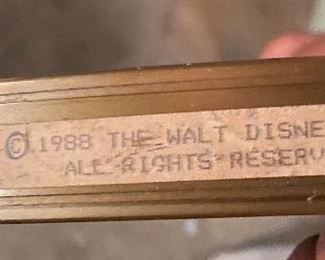 © 1988 THE WALT DISNE
ALL RIGHTS RESERV